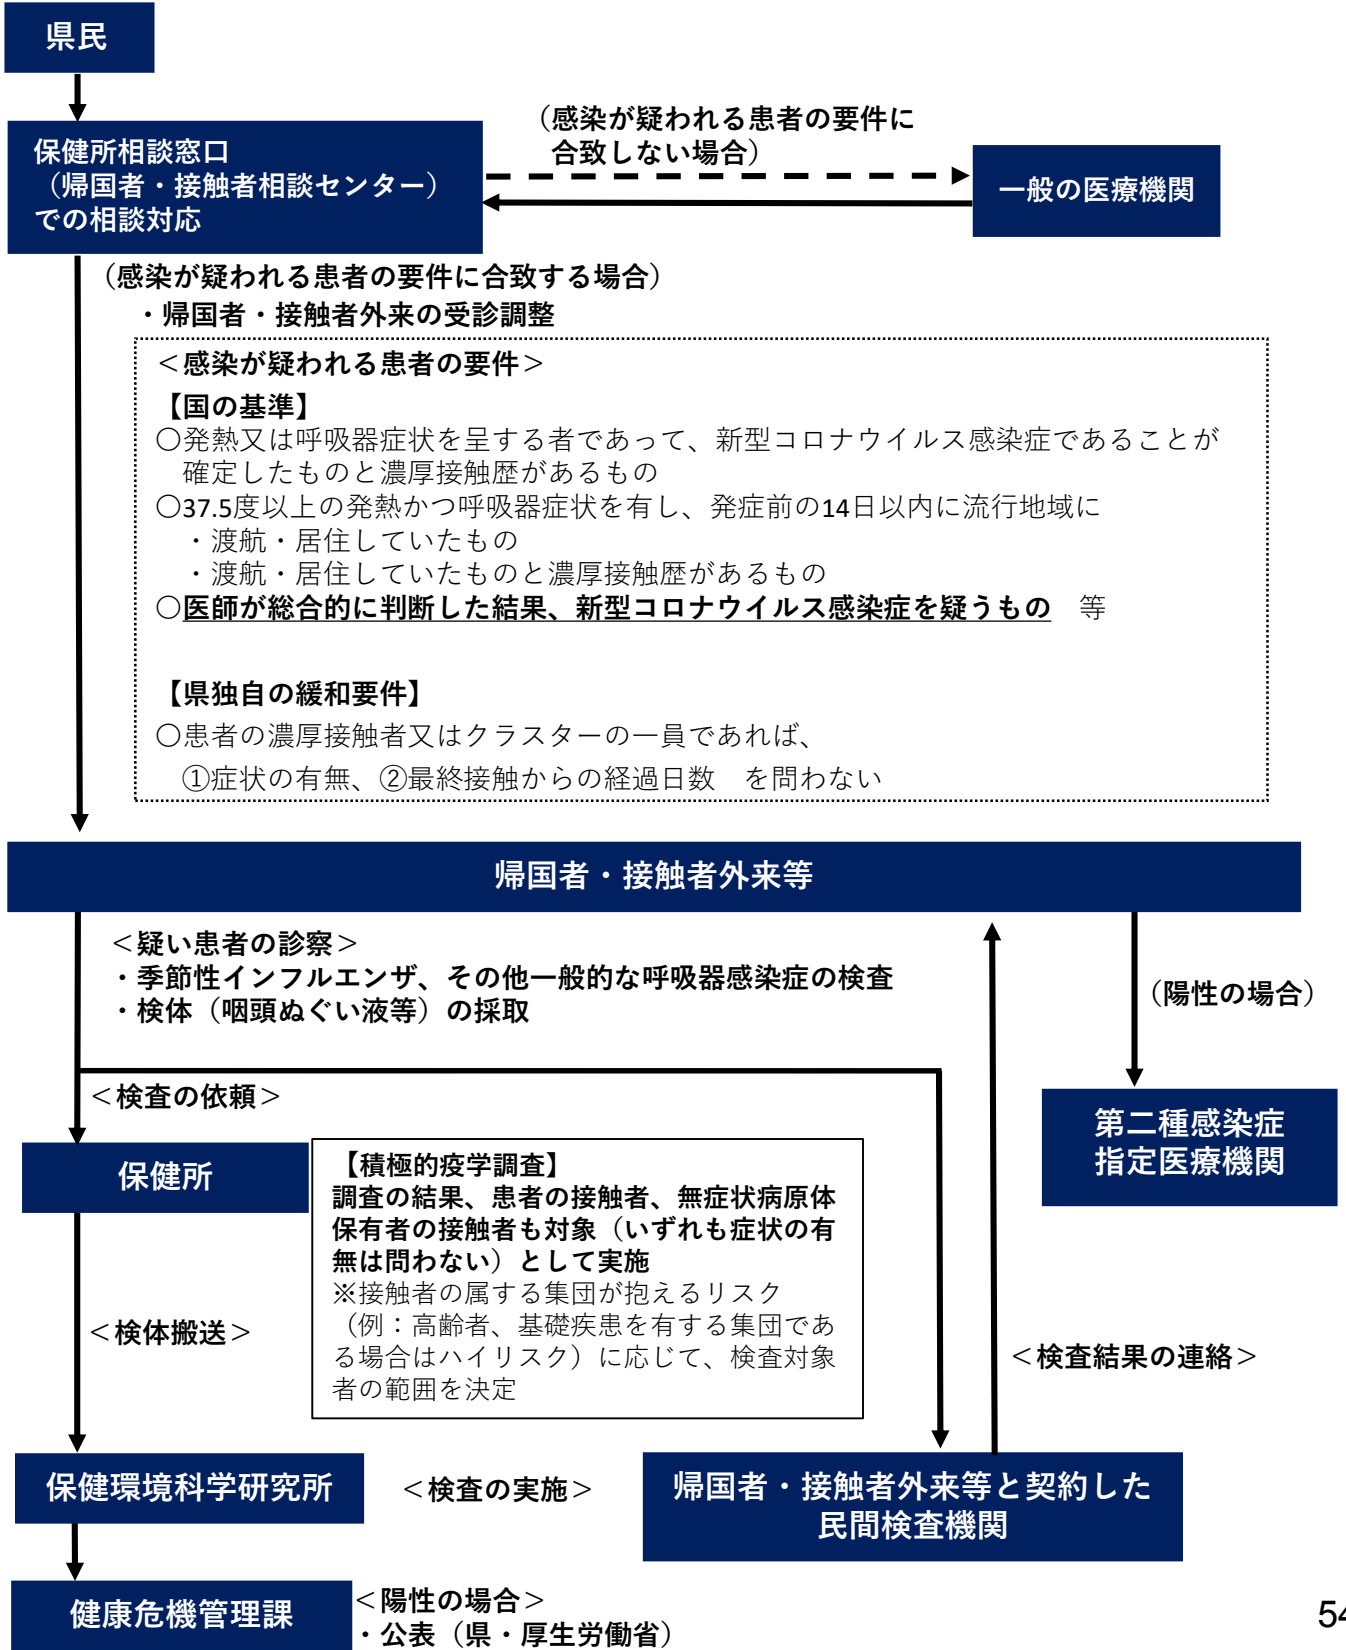 県民
保健所相談窓口
（帰国者・接触者相談センター）
での相談対応
（感染が疑われる患者の要件に
合致しない場合）
一般の医療機関
（感染が疑われる患者の要件に合致する場合）
・帰国者・接触者外来の受診調整
＜感染が疑われる患者の要件＞
【国の基準】
○発熱又は呼吸器症状を呈する者であって、新型コロナウイルス感染症であることが
確定したものと濃厚接触歴があるもの
○37.5度以上の発熱かつ呼吸器症状を有し、発症前の14日以内に流行地域に
・渡航・居住していたもの
・渡航・居住していたものと濃厚接触歴があるもの
○医師が総合的に判断した結果、新型コロナウイルス感染症を疑うもの　等
【県独自の緩和要件】
○患者の濃厚接触者又はクラスターの一員であれば、
①症状の有無、②最終接触からの経過日数　を問わない
帰国者・接触者外来等
＜疑い患者の診察＞
・季節性インフルエンザ、その他一般的な呼吸器感染症の検査
・検体（咽頭ぬぐい液等）の採取
（陽性の場合）
＜検査の依頼＞
第二種感染症
指定医療機関
保健所
【積極的疫学調査】
調査の結果、患者の接触者、無症状病原体
保有者の接触者も対象（いずれも症状の有
無は問わない）として実施
※接触者の属する集団が抱えるリスク
（例：高齢者、基礎疾患を有する集団であ
る場合はハイリスク）に応じて、検査対象
者の範囲を決定
＜検体搬送＞
＜検査結果の連絡＞
保健環境科学研究所
＜検査の実施＞
帰国者・接触者外来等と契約した
民間検査機関
健康危機管理課
＜陽性の場合＞
・公表（県・厚生労働省）
54